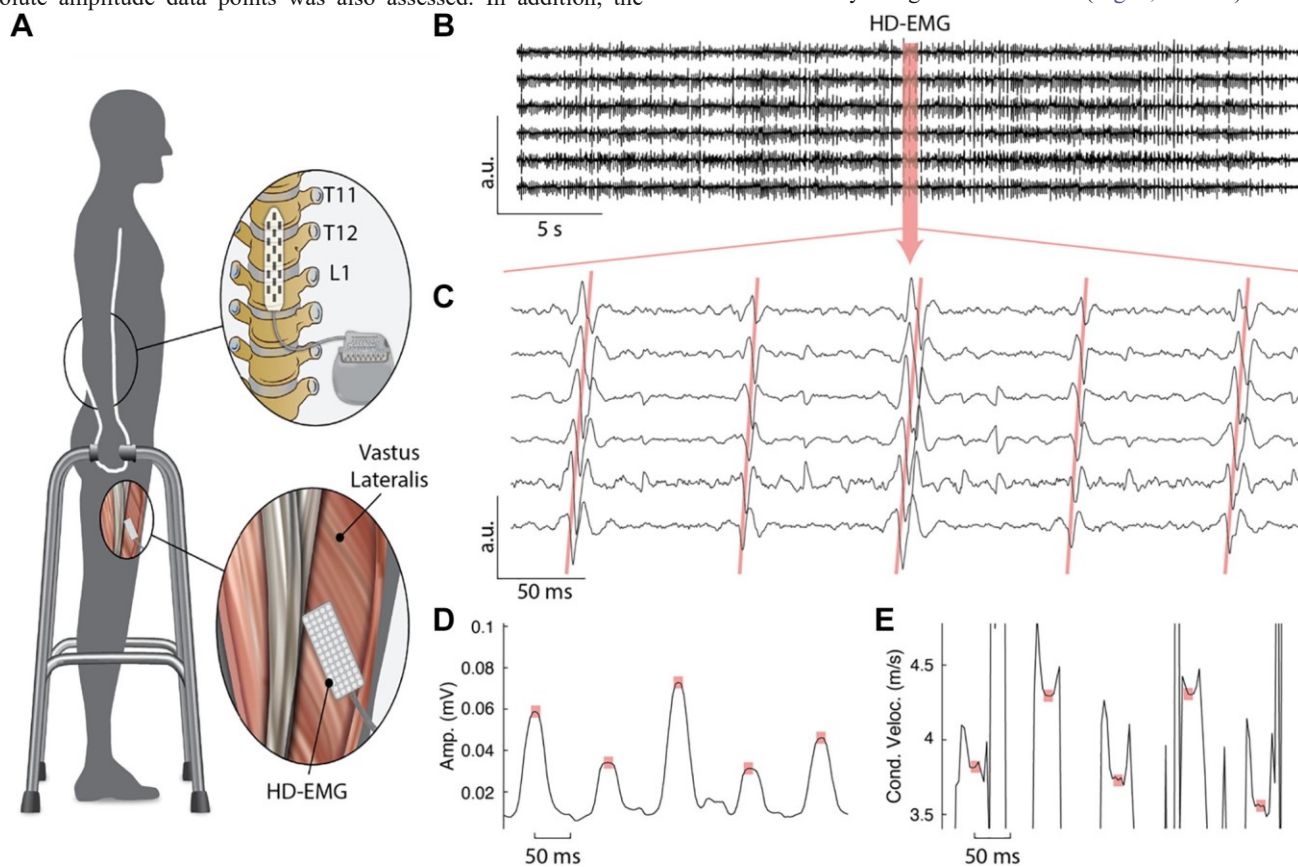 solute amplitude data points was also assessed. In addition, the
A
T11
T12
L1
Vastus
Lateralis
HD-EMG
B
HD-EMG
a.u.
5 s
C
a.u.
50 ms
D
0.1
0.08
0.06
0.04
0.02
Amp. (mV)
50 ms
E
4.5
4
3.5
Cond. Veloc. (m/s)
50 ms